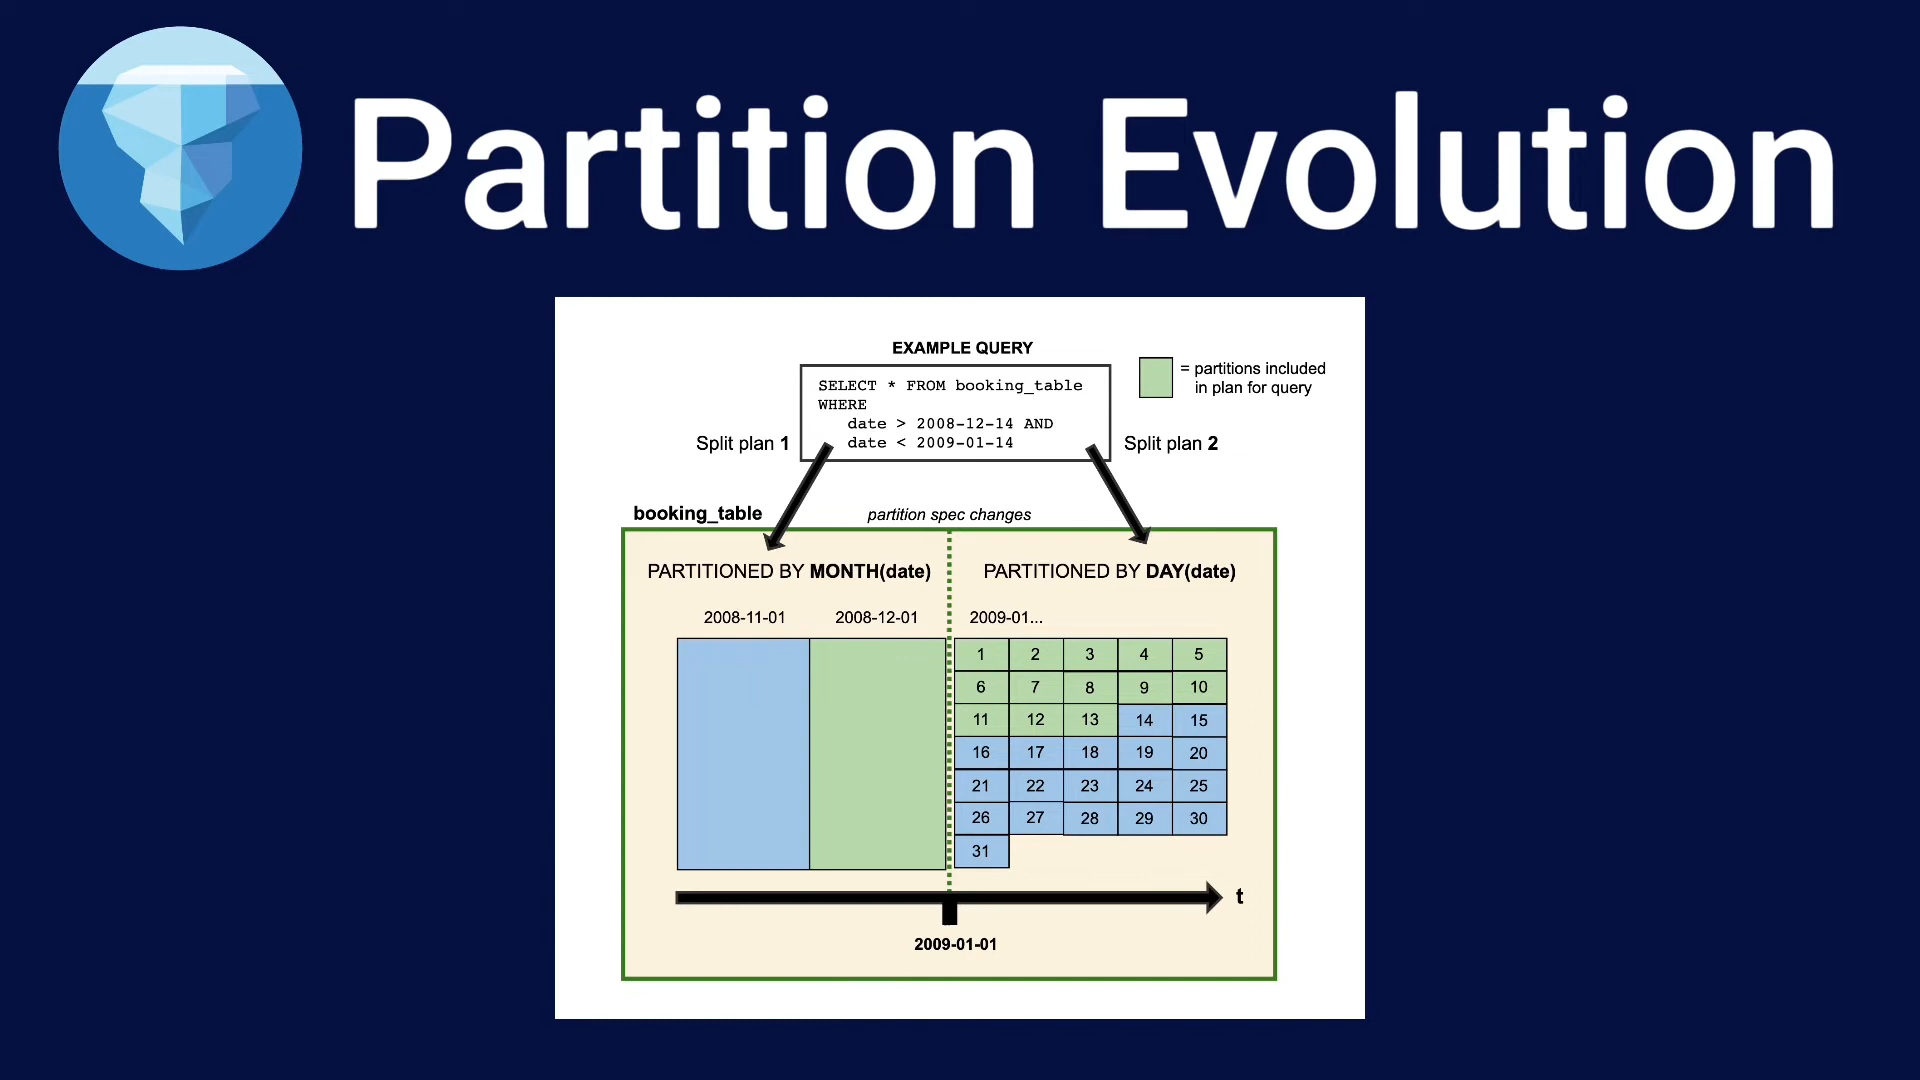 Partition Evolution
EXAMPLE QUERY
SELECT * FROM booking_table
WHERE
date > 2008-12-14 AND
date < 2009-01-14
= partitions included
in plan for query
Split plan 1
Split plan 2
booking_table
partition spec changes
PARTITIONED BY MONTH(date)
PARTITIONED BY DAY(date)
2008-11-01
2008-12-01
2009-01...
1 2 3 4 5
6 7 8 9 10
11 12 13 14 15
16 17 18 19 20
21 22 23 24 25
26 27 28 29 30
31
t
2009-01-01